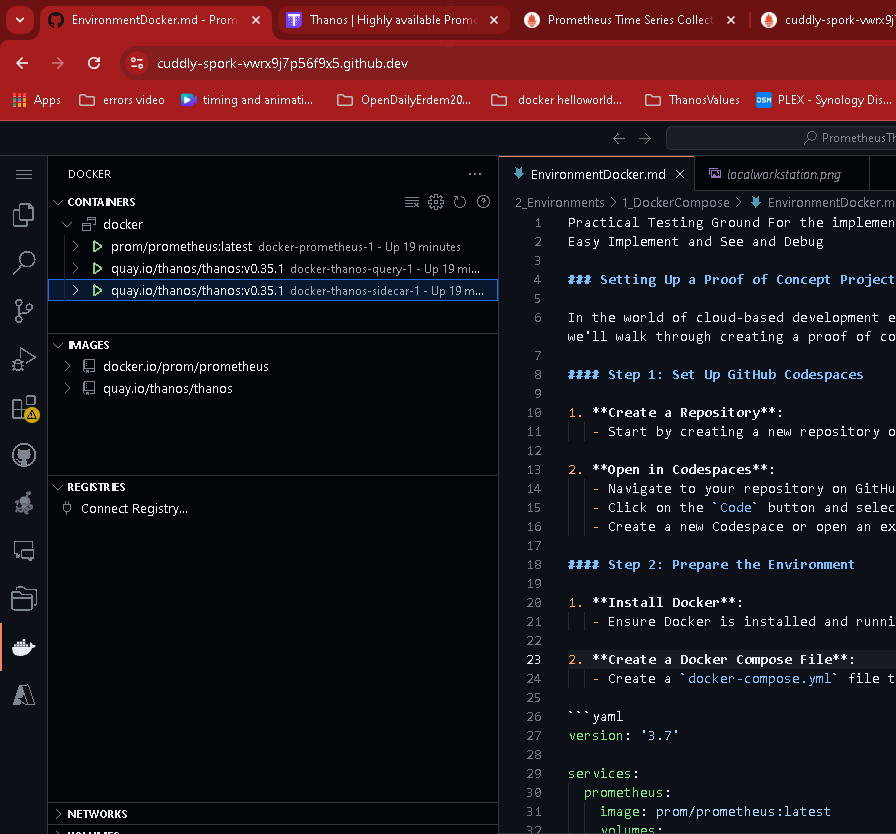 EnvironmentDocker.md - Prom
Thanos | Highly available Prome
Prometheus Time Series Collect
cuddly-spork-vwrx9j
cuddly-spork-vwrx9j7p56f9x5.github.dev
Apps
errors video
timing and animati...
OpenDailyErdem20...
docker helloworld...
ThanosValues
DSM
PLEX - Synology Dis...
PrometheusTh
DOCKER
CONTAINERS
docker
prom/prometheus:latest docker-prometheus-1 - Up 19 minutes
quay.io/thanos/thanos:v0.35.1 docker-thanos-query-1 - Up 19 mi...
quay.io/thanos/thanos:v0.35.1 docker-thanos-sidecar-1 - Up 19 m...
IMAGES
docker.io/prom/prometheus
quay.io/thanos/thanos
REGISTRIES
Connect Registry...
NETWORKS
VOLUMES
EnvironmentDocker.md
localworkstation.png
2_Environments > 1_DockerCompose > EnvironmentDocker.m
1 Practical Testing Ground For the implemen
2 Easy Implement and See and Debug
3
4 ### Setting Up a Proof of Concept Project
5
6 In the world of cloud-based development e
we'll walk through creating a proof of co
7
8 #### Step 1: Set Up GitHub Codespaces
9
10 1. **Create a Repository**:
11 - Start by creating a new repository o
12
13 2. **Open in Codespaces**:
14 - Navigate to your repository on GitHu
15 - Click on the `Code` button and selec
16 - Create a new Codespace or open an ex
17
18 #### Step 2: Prepare the Environment
19
20 1. **Install Docker**:
21 - Ensure Docker is installed and runni
22
23 2. **Create a Docker Compose File**:
24 - Create a `docker-compose.yml` file t
25
26 ```yaml
27 version: '3.7'
28
29 services:
30 prometheus:
31 image: prom/prometheus:latest
32 volumes: